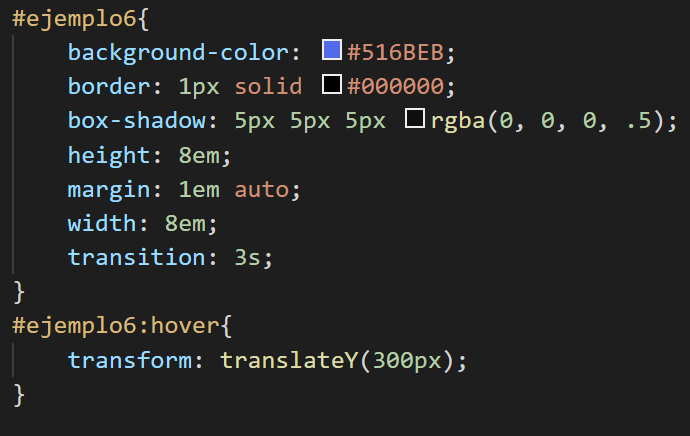 #ejemplo6{
    background-color: #516BEB;
    border: 1px solid #000000;
    box-shadow: 5px 5px 5px rgba(0, 0, 0, .5);
    height: 8em;
    margin: 1em auto;
    width: 8em;
    transition: 3s;
}
#ejemplo6:hover{
    transform: translateY(300px);
}